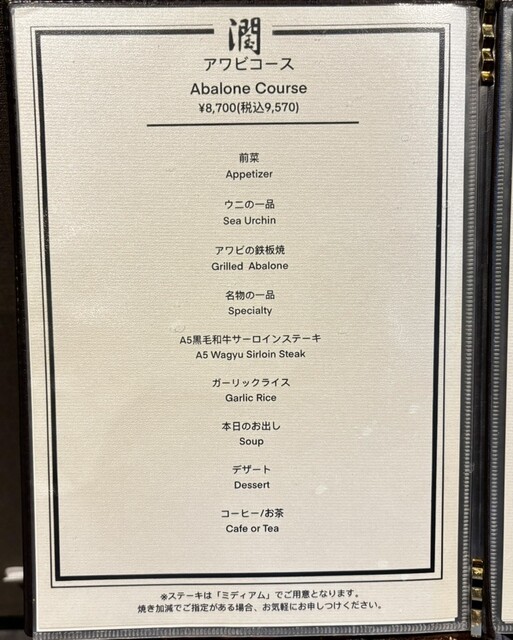 潤
アワビコース
Abalone Course
¥8,700(税込9,570)
前菜
Appetizer
ウニの一品
Sea Urchin
アワビの鉄板焼
Grilled Abalone
名物の一品
Specialty
A5黒毛和牛サーロインステーキ
A5 Wagyu Sirloin Steak
ガーリックライス
Garlic Rice
本日のお出し
Soup
デザート
Dessert
コーヒー/お茶
Cafe or Tea
※ステーキは「ミディアム」でご用意となります。
焼き加減でご指定がある場合、お気軽にお申しつけください。